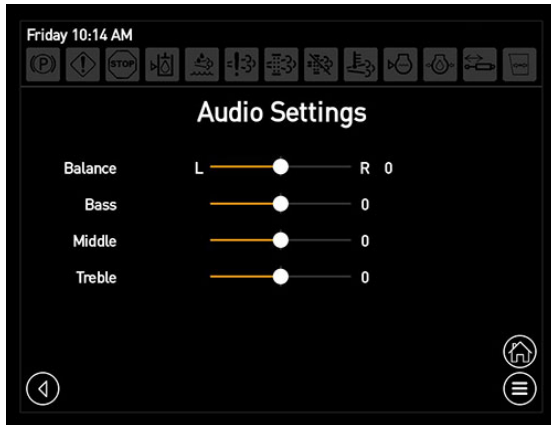 Friday 10:14 AM
(P) STOP
Audio Settings
Balance L R 0
Bass 0
Middle 0
Treble 0